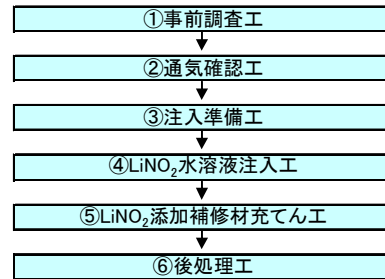 ①事前調査工
②通気確認工
③注入準備工
④LiNO₂水溶液注入工
⑤LiNO₂添加補修材充てん工
⑥後処理工